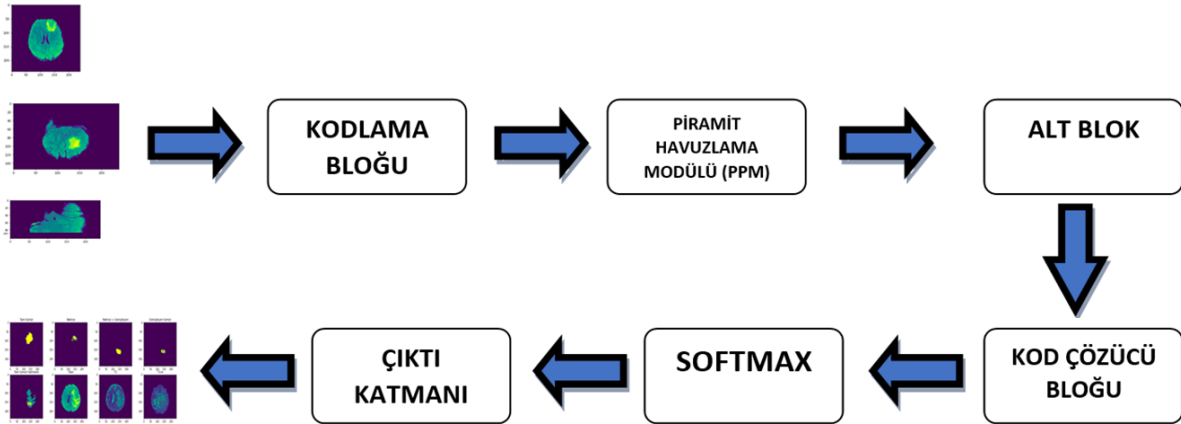 KODLAMA
BLOĞU
PİRAMİT
HAVUZLAMA
MODÜLÜ (PPM)
ALT BLOK
KOD ÇÖZÜCÜ
BLOĞU
SOFTMAX
ÇIKTI
KATMANI